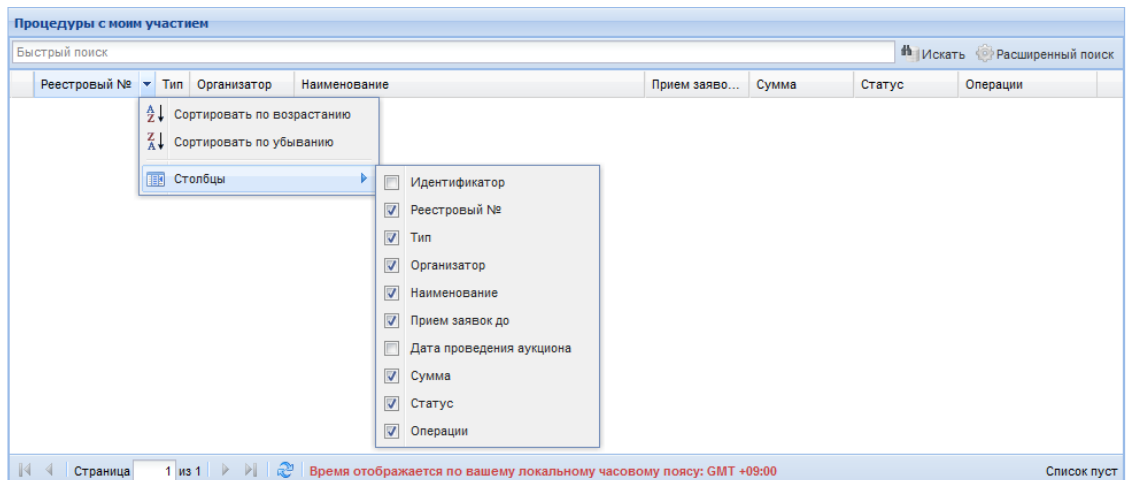 Процедуры с моим участием
Быстрый поиск Искать Расширенный поиск
Реестровый № Тип Организатор Наименование Прием заяво... Сумма Статус Операции
Сортировать по возрастанию
Сортировать по убыванию
Столбцы
Идентификатор
Реестровый №
Тип
Организатор
Наименование
Прием заявок до
Дата проведения аукциона
Сумма
Статус
Операции
Страница 1 из 1 Время отображается по вашему локальному часовому поясу: GMT +09:00 Список пуст